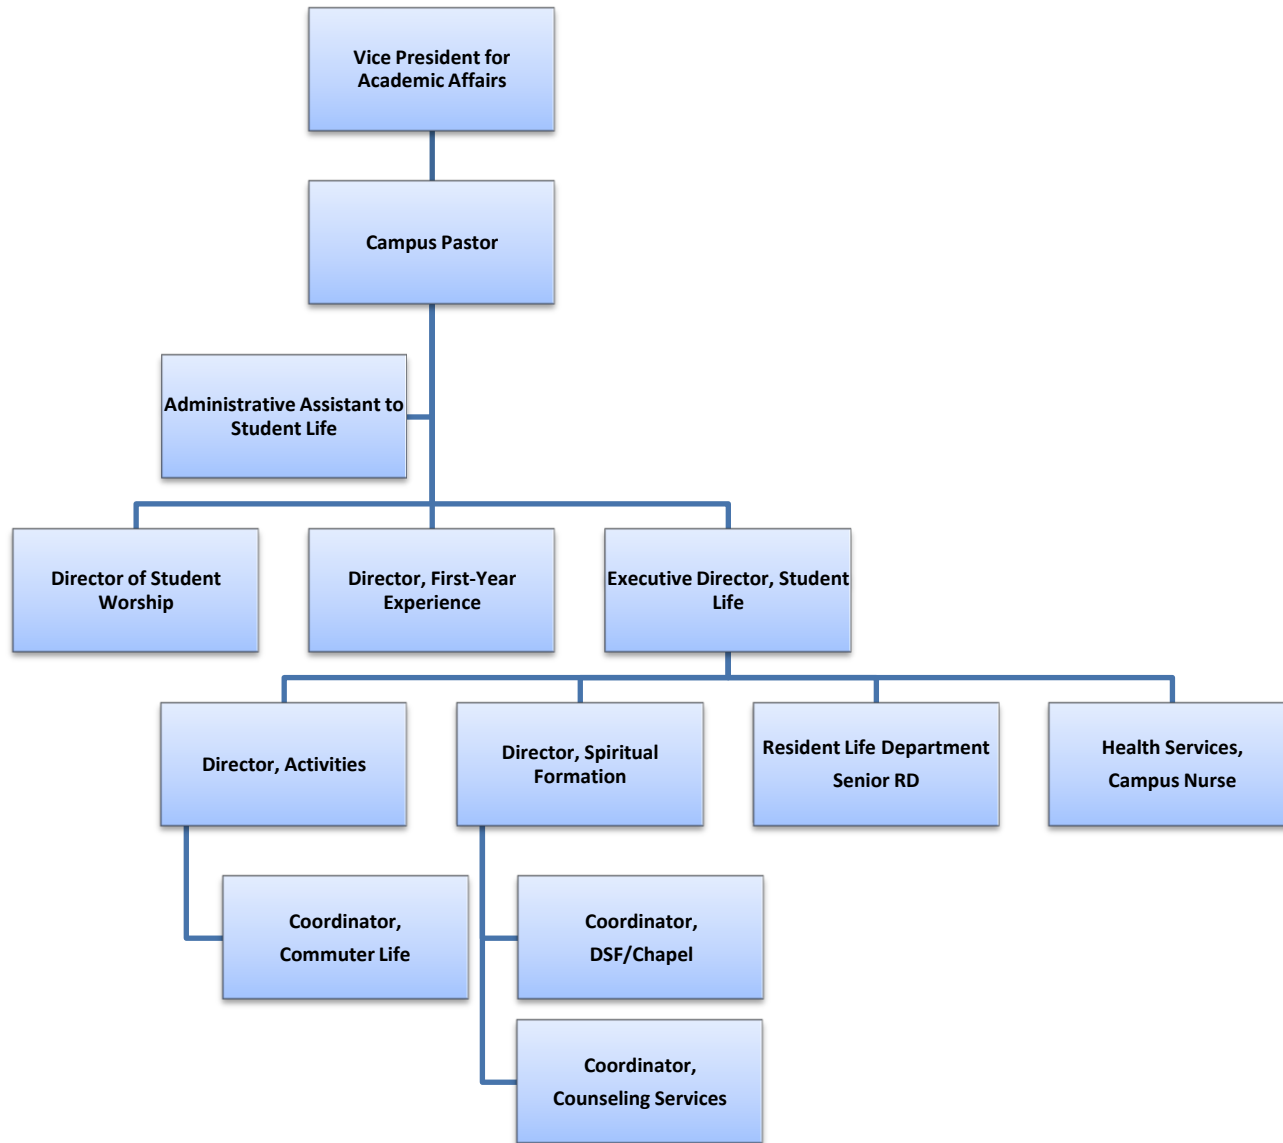 Vice President for
Academic Affairs
Campus Pastor
Administrative Assistant to
Student Life
Director of Student
Worship
Director, First-Year
Experience
Executive Director, Student
Life
Director, Activities
Director, Spiritual
Formation
Resident Life Department
Senior RD
Health Services,
Campus Nurse
Coordinator,
Commuter Life
Coordinator,
DSF/Chapel
Coordinator,
Counseling Services